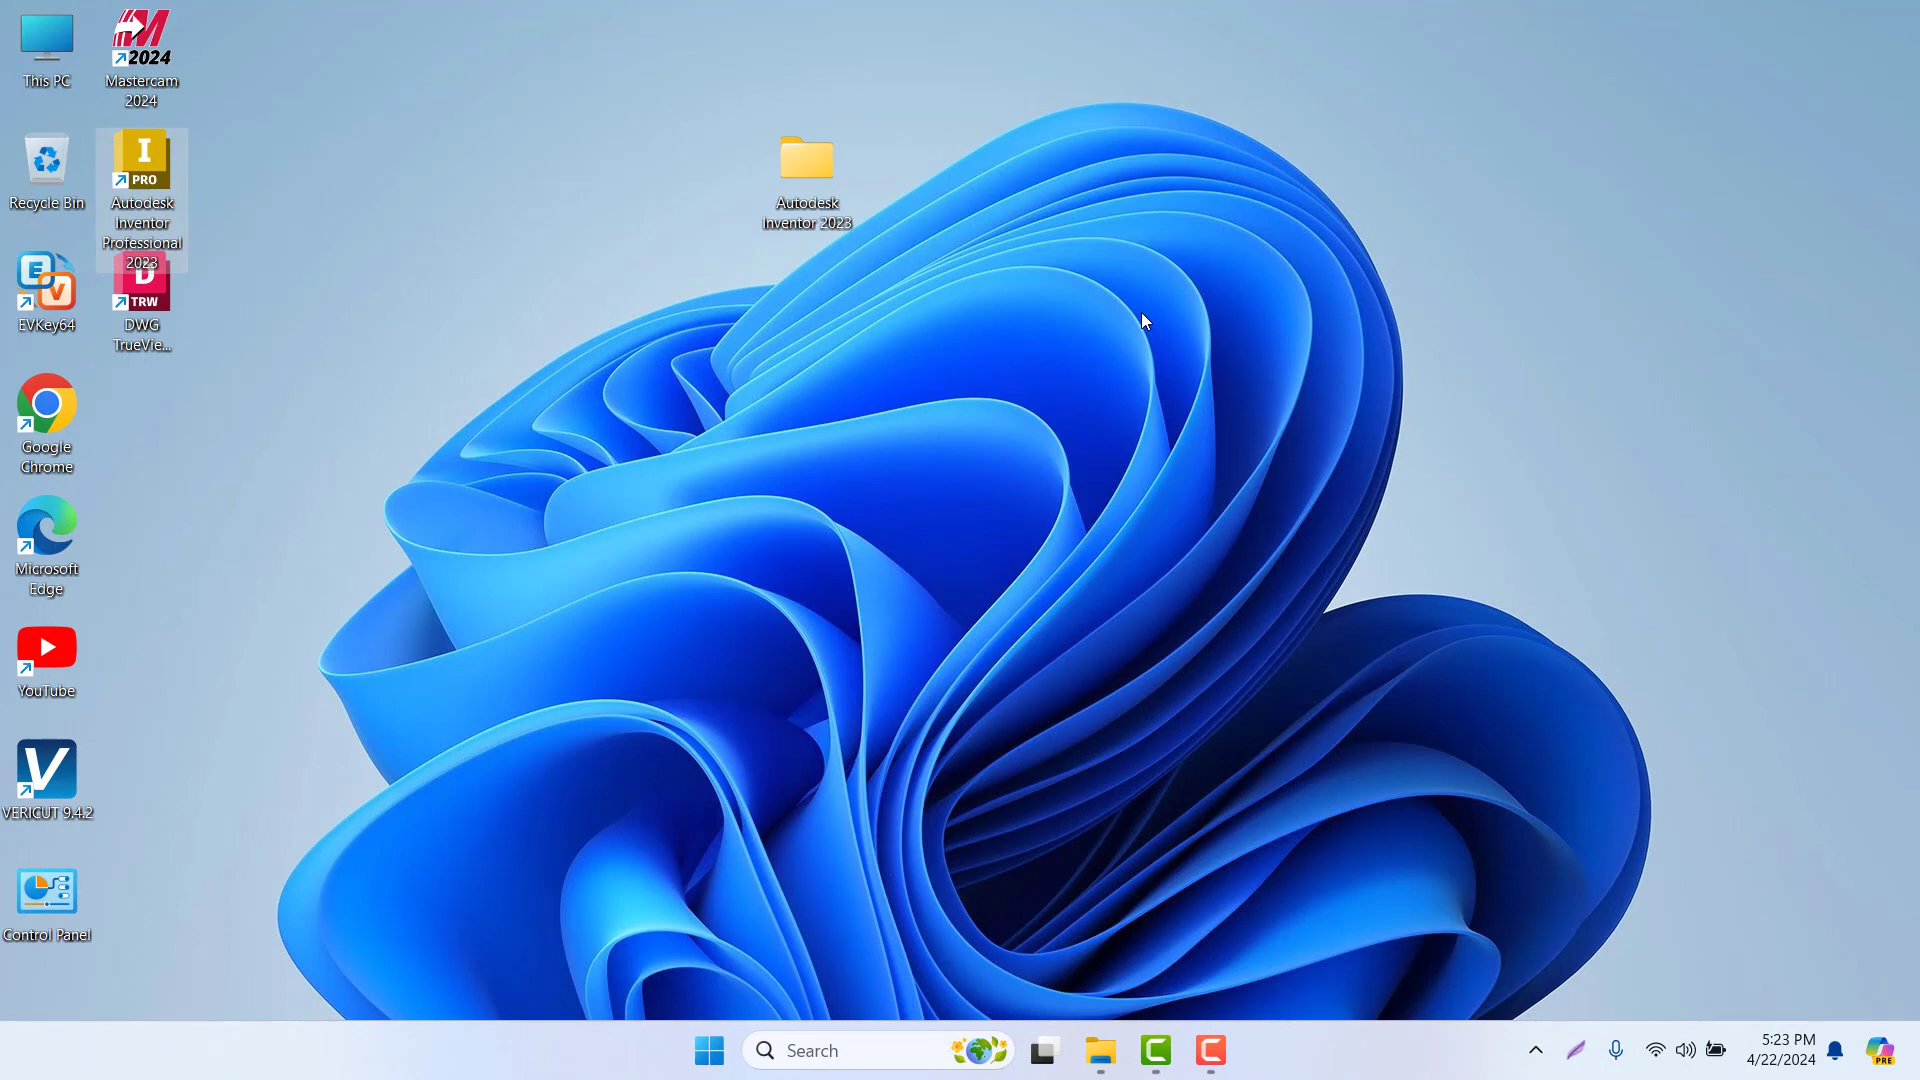 This PC
2024
Mastercam
2024
Recycle Bin
I
PRO
Autodesk
Inventor
Professional
2023
E
V
EVKey64
D
TRW
DWG
TrueVie...
Google
Chrome
Microsoft
Edge
YouTube
V
VERICUT 9.4.2
Control Panel
Autodesk
Inventor 2023
Search
5:23 PM
4/22/2024
PRE